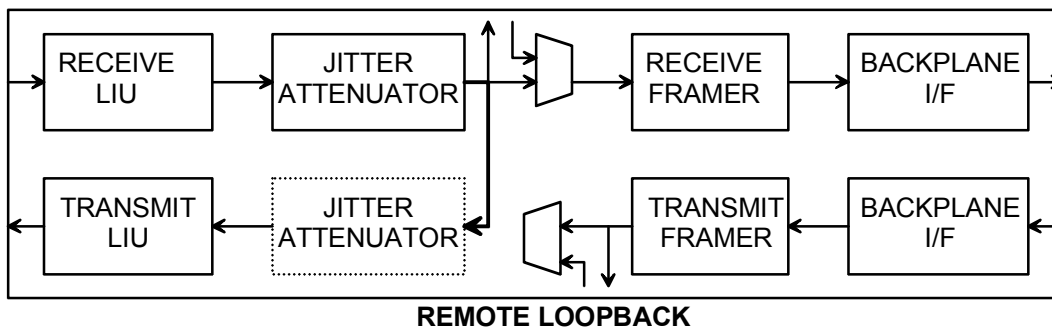 RECEIVE
LIU
JITTER
ATTENUATOR
RECEIVE
FRAMER
BACKPLANE
I/F
TRANSMIT
LIU
JITTER
ATTENUATOR
TRANSMIT
FRAMER
BACKPLANE
I/F
REMOTE LOOPBACK